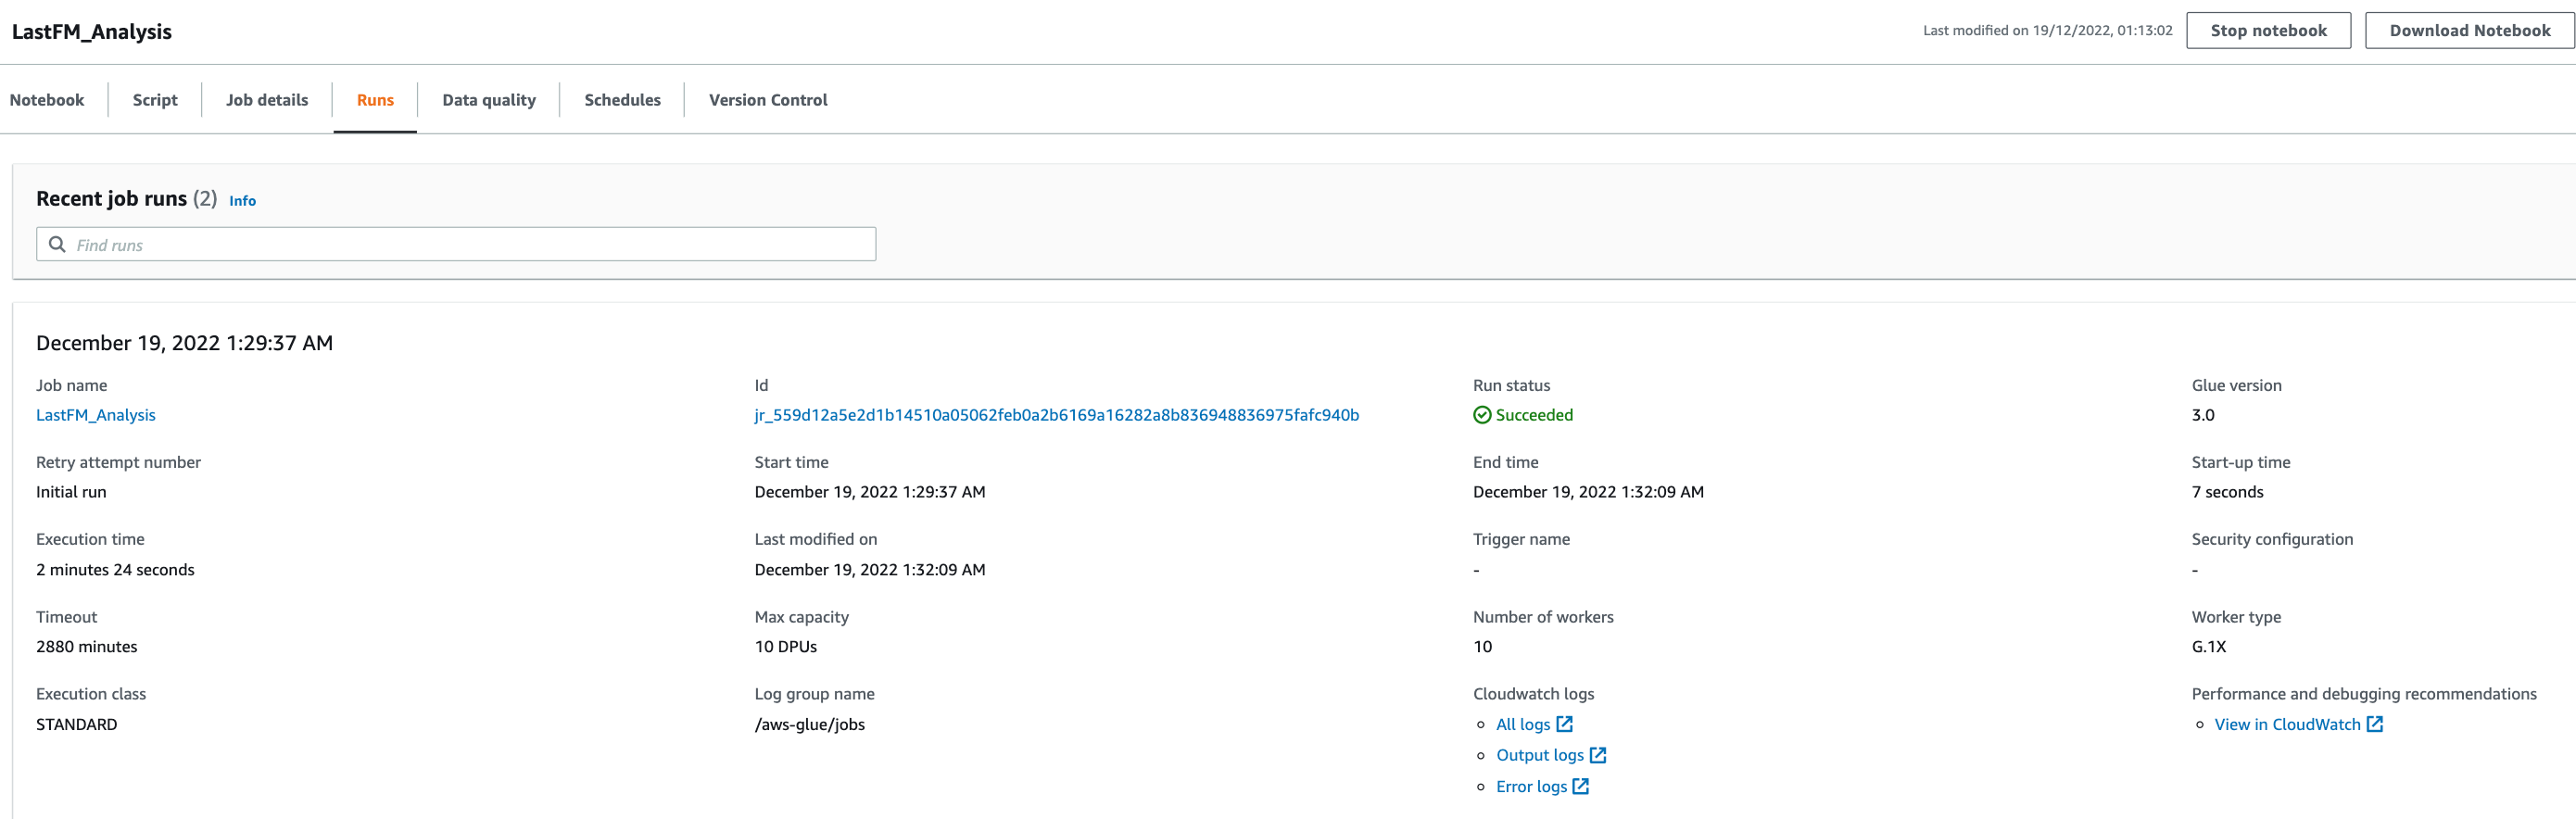 LastFM_Analysis
Last modified on 19/12/2022, 01:13:02
Stop notebook
Download Notebook
Notebook
Script
Job details
Runs
Data quality
Schedules
Version Control
Recent job runs (2) Info
Find runs
December 19, 2022 1:29:37 AM
Job name
LastFM_Analysis
Id
jr_559d12a5e2d1b14510a05062feb0a2b6169a16282a8b836948836975fafc940b
Run status
Succeeded
Glue version
3.0
Retry attempt number
Initial run
Start time
December 19, 2022 1:29:37 AM
End time
December 19, 2022 1:32:09 AM
Start-up time
7 seconds
Execution time
2 minutes 24 seconds
Last modified on
December 19, 2022 1:32:09 AM
Trigger name
-
Security configuration
-
Timeout
2880 minutes
Max capacity
10 DPUs
Number of workers
10
Worker type
G.1X
Execution class
STANDARD
Log group name
/aws-glue/jobs
Cloudwatch logs
All logs
Output logs
Error logs
Performance and debugging recommendations
View in CloudWatch